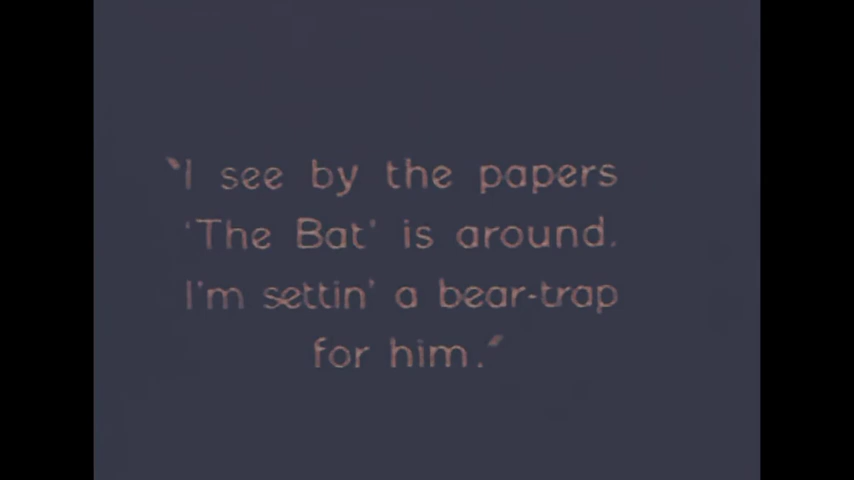 "I see by the papers
'The Bat' is around.
I'm settin' a bear-trap
for him."